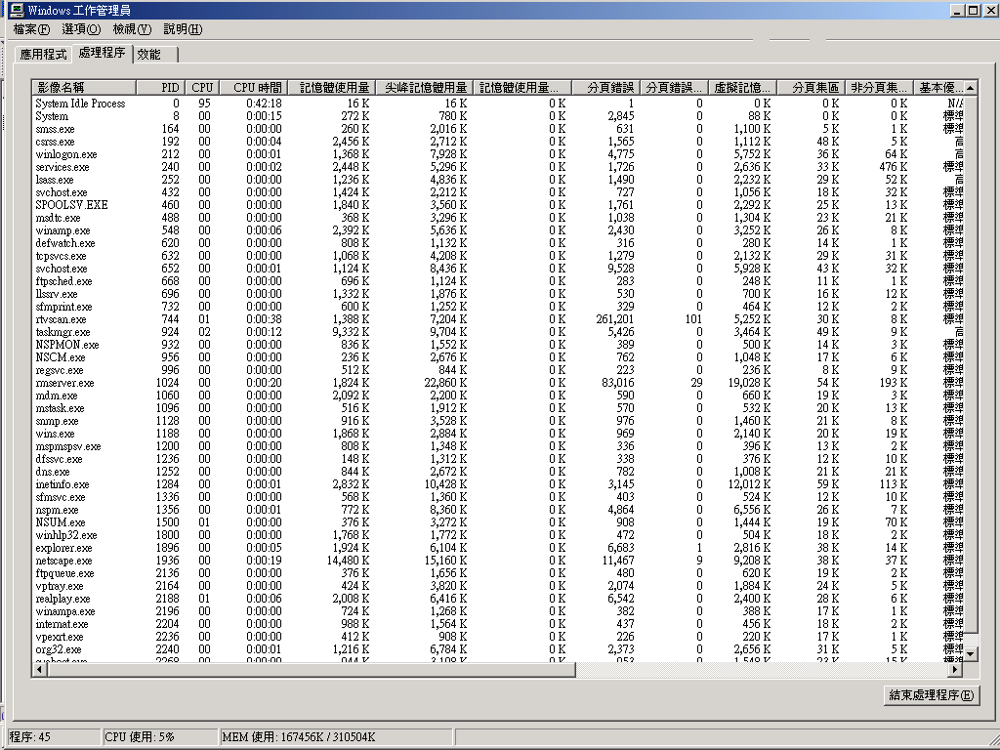 Windows 工作管理員
檔案(F) 選項(O) 檢視(V) 說明(H)
應用程式 處理程序 效能
影像名稱 PID CPU CPU 時間 記憶體使用量 尖峰記憶體用量 記憶體使用量... 分頁錯誤 分頁錯誤... 虛擬記憶... 分頁集區 非分頁集... 基本優...
System Idle Process 0 95 0:42:18 16 K 16 K 0 K 1 0 0 K 0 K 0 K N/A
System 8 00 0:00:15 272 K 780 K 0 K 2,845 0 88 K 0 K 0 K 標準
smss.exe 164 00 0:00:00 260 K 2,016 K 0 K 631 0 1,100 K 5 K 1 K 標準
csrss.exe 192 00 0:00:04 2,456 K 2,712 K 0 K 1,565 0 1,112 K 48 K 5 K 高
winlogon.exe 212 00 0:00:01 1,368 K 7,928 K 0 K 4,775 0 5,752 K 36 K 64 K 高
services.exe 240 00 0:00:02 2,448 K 5,296 K 0 K 1,726 0 2,636 K 33 K 476 K 標準
lsass.exe 252 00 0:00:00 1,236 K 4,836 K 0 K 1,490 0 2,232 K 29 K 52 K 高
svchost.exe 432 00 0:00:00 1,424 K 2,212 K 0 K 727 0 1,056 K 18 K 32 K 標準
SPOOLSV.EXE 460 00 0:00:00 1,840 K 3,560 K 0 K 1,761 0 2,292 K 25 K 13 K 標準
msdtc.exe 488 00 0:00:00 368 K 3,296 K 0 K 1,038 0 1,304 K 23 K 21 K 標準
winamp.exe 548 00 0:00:06 2,392 K 5,636 K 0 K 2,430 0 3,252 K 26 K 8 K 標準
defwatch.exe 620 00 0:00:00 808 K 1,132 K 0 K 316 0 280 K 14 K 1 K 標準
tcpsvcs.exe 632 00 0:00:00 1,068 K 4,208 K 0 K 1,279 0 2,132 K 29 K 31 K 標準
svchost.exe 652 00 0:00:01 1,124 K 8,436 K 0 K 9,528 0 5,928 K 43 K 32 K 標準
ftpsched.exe 668 00 0:00:00 696 K 1,124 K 0 K 283 0 248 K 11 K 1 K 標準
llssrv.exe 696 00 0:00:00 1,332 K 1,876 K 0 K 530 0 700 K 16 K 12 K 標準
sfmprint.exe 732 00 0:00:00 600 K 1,252 K 0 K 329 0 464 K 12 K 2 K 標準
rtvscan.exe 744 01 0:00:38 1,388 K 7,204 K 0 K 261,201 101 5,252 K 30 K 8 K 標準
taskmgr.exe 924 02 0:00:12 9,332 K 9,704 K 0 K 5,426 0 3,464 K 49 K 9 K 高
NSPMON.exe 932 00 0:00:00 836 K 1,552 K 0 K 389 0 500 K 14 K 3 K 標準
NSCM.exe 956 00 0:00:00 236 K 2,676 K 0 K 762 0 1,048 K 17 K 6 K 標準
regsvc.exe 996 00 0:00:00 512 K 844 K 0 K 223 0 236 K 8 K 9 K 標準
rmserver.exe 1024 00 0:00:20 1,824 K 22,860 K 0 K 83,016 29 19,028 K 54 K 193 K 標準
mdm.exe 1060 00 0:00:00 2,092 K 2,200 K 0 K 590 0 660 K 19 K 3 K 標準
mstask.exe 1096 00 0:00:00 516 K 1,912 K 0 K 570 0 532 K 20 K 13 K 標準
snmp.exe 1128 00 0:00:00 916 K 3,528 K 0 K 976 0 1,460 K 21 K 8 K 標準
wins.exe 1188 00 0:00:00 1,868 K 2,884 K 0 K 969 0 2,140 K 20 K 19 K 標準
mspmspsv.exe 1200 00 0:00:00 808 K 1,348 K 0 K 336 0 396 K 13 K 2 K 標準
dfssvc.exe 1236 00 0:00:00 148 K 1,312 K 0 K 338 0 376 K 12 K 10 K 標準
dns.exe 1252 00 0:00:00 844 K 2,672 K 0 K 782 0 1,008 K 21 K 21 K 標準
inetinfo.exe 1284 00 0:00:01 2,832 K 10,428 K 0 K 3,145 0 12,012 K 59 K 113 K 標準
sfmsvc.exe 1336 00 0:00:00 568 K 1,360 K 0 K 403 0 524 K 12 K 10 K 標準
nspm.exe 1356 00 0:00:01 772 K 8,360 K 0 K 4,864 0 6,556 K 26 K 7 K 標準
NSUM.exe 1500 01 0:00:00 376 K 3,272 K 0 K 908 0 1,444 K 19 K 70 K 標準
winhlp32.exe 1800 00 0:00:00 1,768 K 1,772 K 0 K 472 0 504 K 18 K 2 K 標準
explorer.exe 1896 00 0:00:05 1,924 K 6,104 K 0 K 6,683 1 2,816 K 38 K 14 K 標準
netscape.exe 1936 00 0:00:19 14,480 K 15,160 K 0 K 11,467 9 9,208 K 38 K 37 K 標準
ftpqueue.exe 2136 00 0:00:00 376 K 1,656 K 0 K 480 0 620 K 19 K 2 K 標準
vptray.exe 2164 00 0:00:00 424 K 3,820 K 0 K 2,074 0 1,884 K 24 K 5 K 標準
realplay.exe 2188 01 0:00:06 2,008 K 6,416 K 0 K 6,542 0 2,400 K 28 K 6 K 標準
winampa.exe 2196 00 0:00:00 724 K 1,268 K 0 K 382 0 388 K 17 K 1 K 標準
internat.exe 2204 00 0:00:00 988 K 1,564 K 0 K 437 0 456 K 18 K 2 K 標準
vpexrt.exe 2236 00 0:00:00 412 K 908 K 0 K 226 0 220 K 17 K 1 K 標準
org32.exe 2240 00 0:00:01 1,216 K 6,784 K 0 K 2,373 0 2,656 K 31 K 5 K 標準
結束處理程序(E)
程序: 45 CPU 使用: 5% MEM 使用: 167456K / 310504K